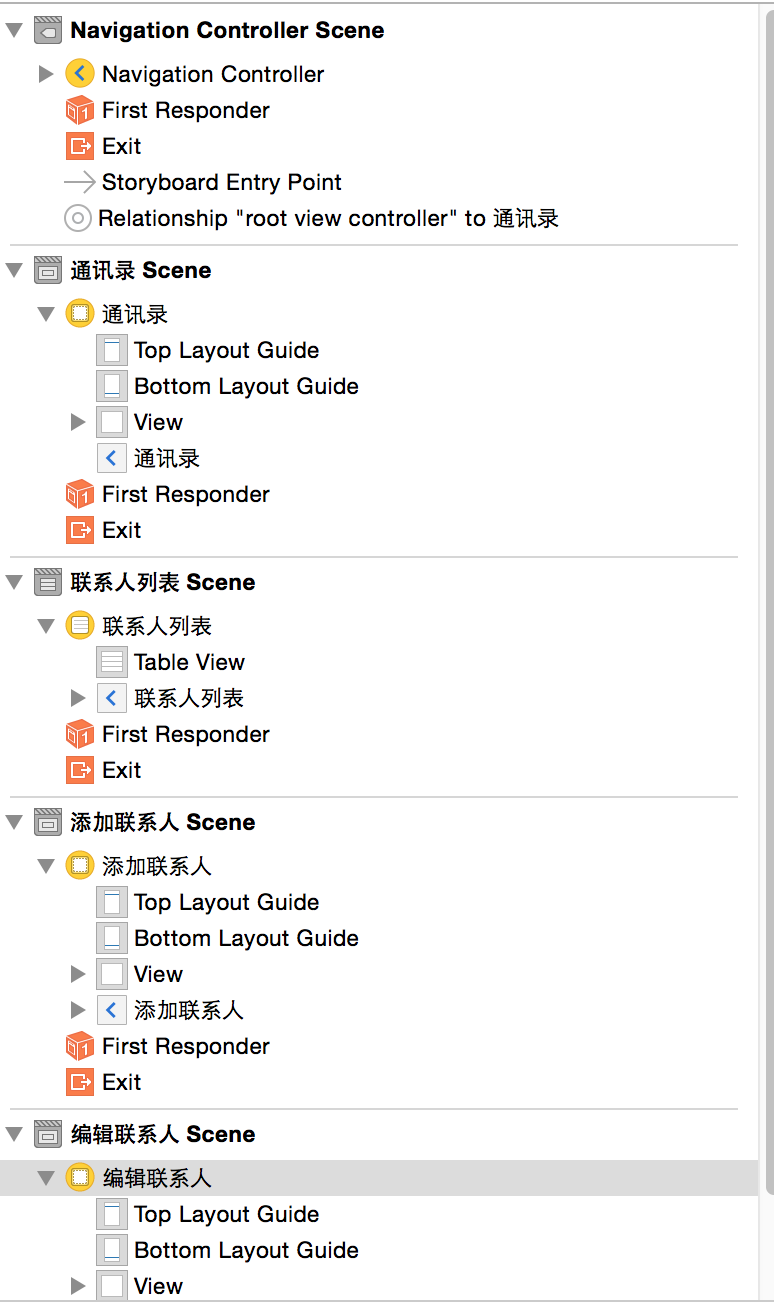 Navigation Controller Scene
Navigation Controller
First Responder
Exit
Storyboard Entry Point
Relationship "root view controller" to 通讯录
通讯录 Scene
通讯录
Top Layout Guide
Bottom Layout Guide
View
通讯录
First Responder
Exit
联系人列表 Scene
联系人列表
Table View
联系人列表
First Responder
Exit
添加联系人 Scene
添加联系人
Top Layout Guide
Bottom Layout Guide
View
添加联系人
First Responder
Exit
编辑联系人 Scene
编辑联系人
Top Layout Guide
Bottom Layout Guide
View